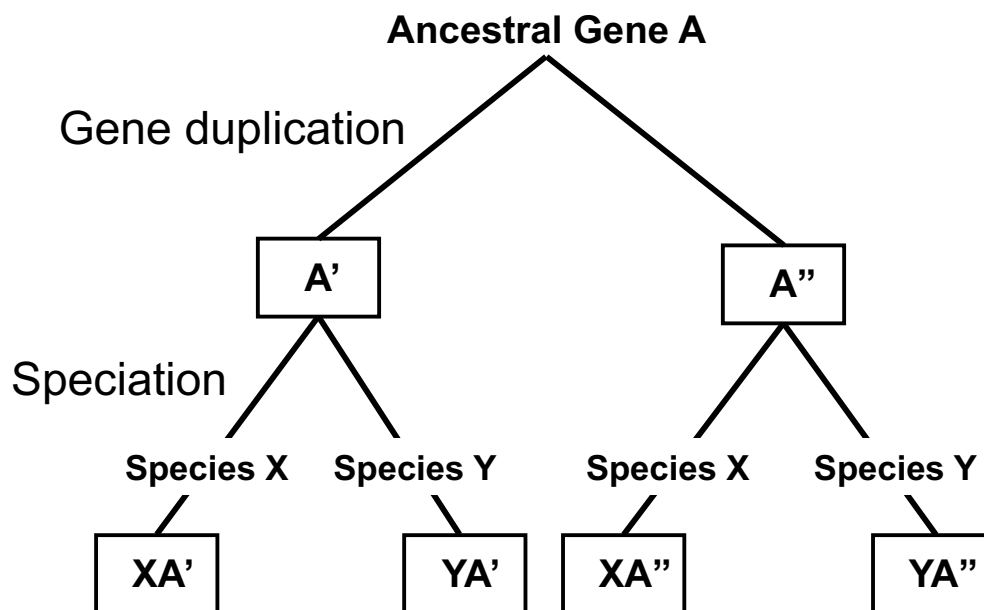 Ancestral Gene A
Gene duplication
A’
A”
Speciation
Species X
Species Y
Species X
Species Y
XA’
YA’
XA”
YA”